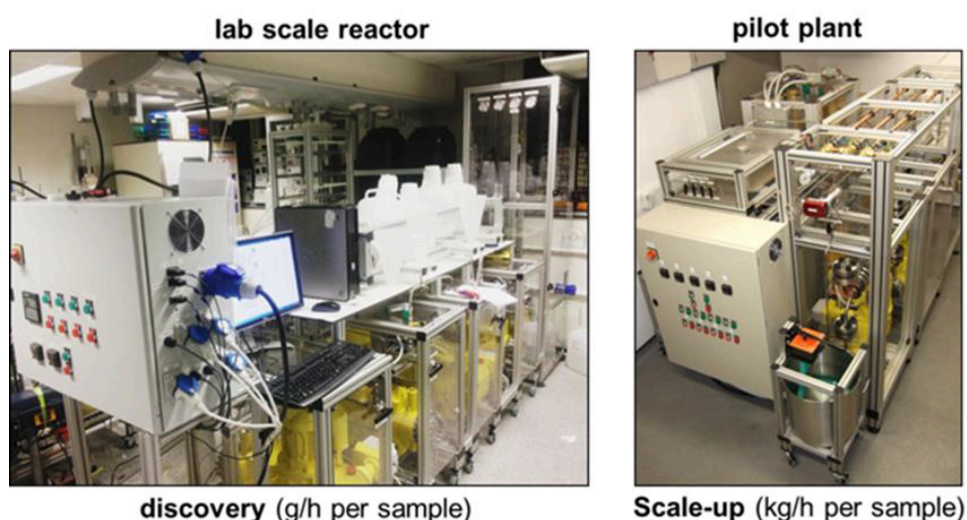 lab scale reactor
pilot plant
discovery (g/h per sample)
Scale-up (kg/h per sample)